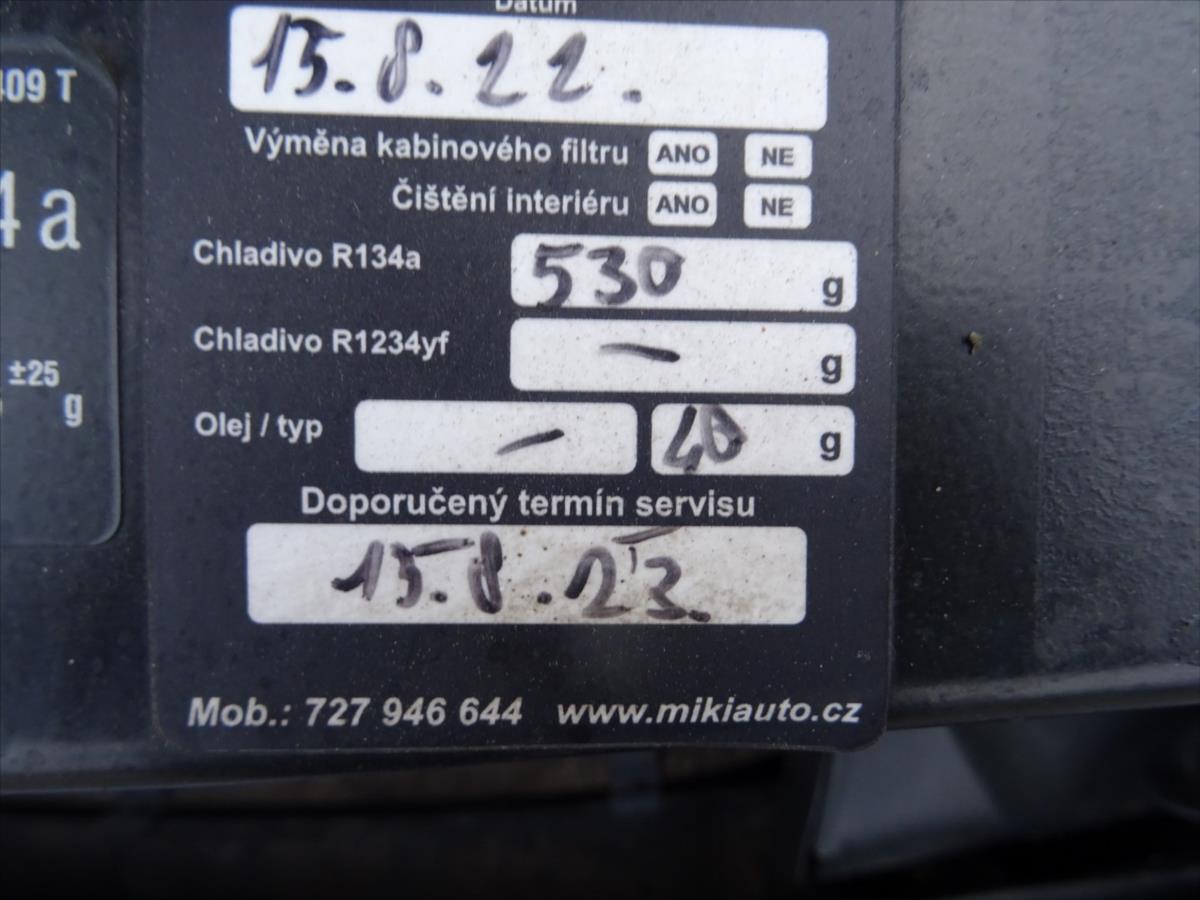 Datum
15.8.22.
Výměna kabinového filtru ANO NE
Čištění interiéru ANO NE
Chladivo R134a 530 g
Chladivo R1234yf – g
Olej / typ – 40 g
Doporučený termín servisu
15.8.23.
Mob.: 727 946 644 www.mikiauto.cz
409 T
4a
±25
g